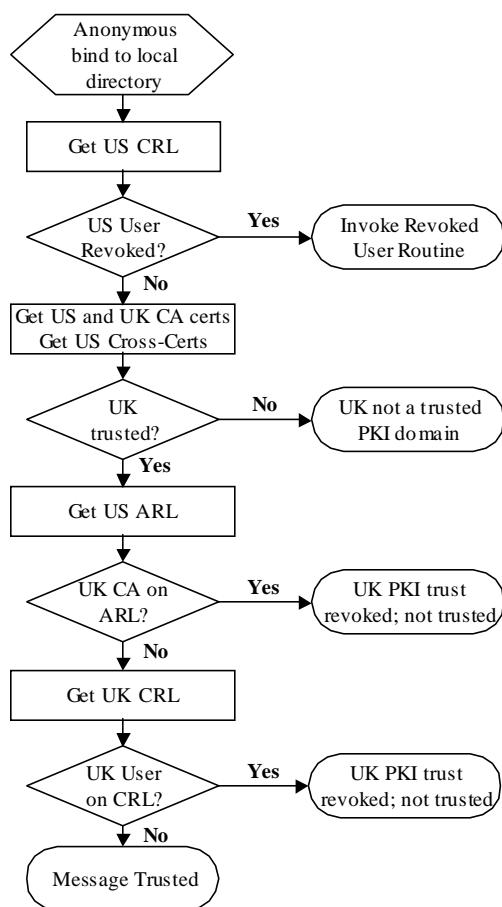 Anonymous
bind to local
directory
Get US CRL
US User
Revoked?
Yes
Invoke Revoked
User Routine
No
Get US and UK CA certs
Get US Cross-Certs
UK
trusted?
No
UK not a trusted
PKI domain
Yes
Get US ARL
UK CA on
ARL?
Yes
UK PKI trust
revoked; not trusted
No
Get UK CRL
UK User
on CRL?
Yes
UK PKI trust
revoked; not trusted
No
Message Trusted